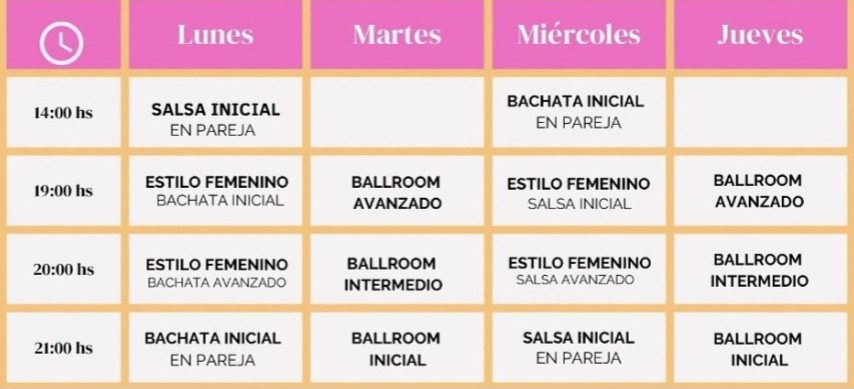 Lunes Martes Miércoles Jueves
14:00 hs
SALSA INICIAL
EN PAREJA
BACHATA INICIAL
EN PAREJA
19:00 hs
ESTILO FEMENINO
BACHATA INICIAL
BALLROOM
AVANZADO
ESTILO FEMENINO
SALSA INICIAL
BALLROOM
AVANZADO
20:00 hs
ESTILO FEMENINO
BACHATA AVANZADO
BALLROOM
INTERMEDIO
ESTILO FEMENINO
SALSA AVANZADO
BALLROOM
INTERMEDIO
21:00 hs
BACHATA INICIAL
EN PAREJA
BALLROOM
INICIAL
SALSA INICIAL
EN PAREJA
BALLROOM
INICIAL